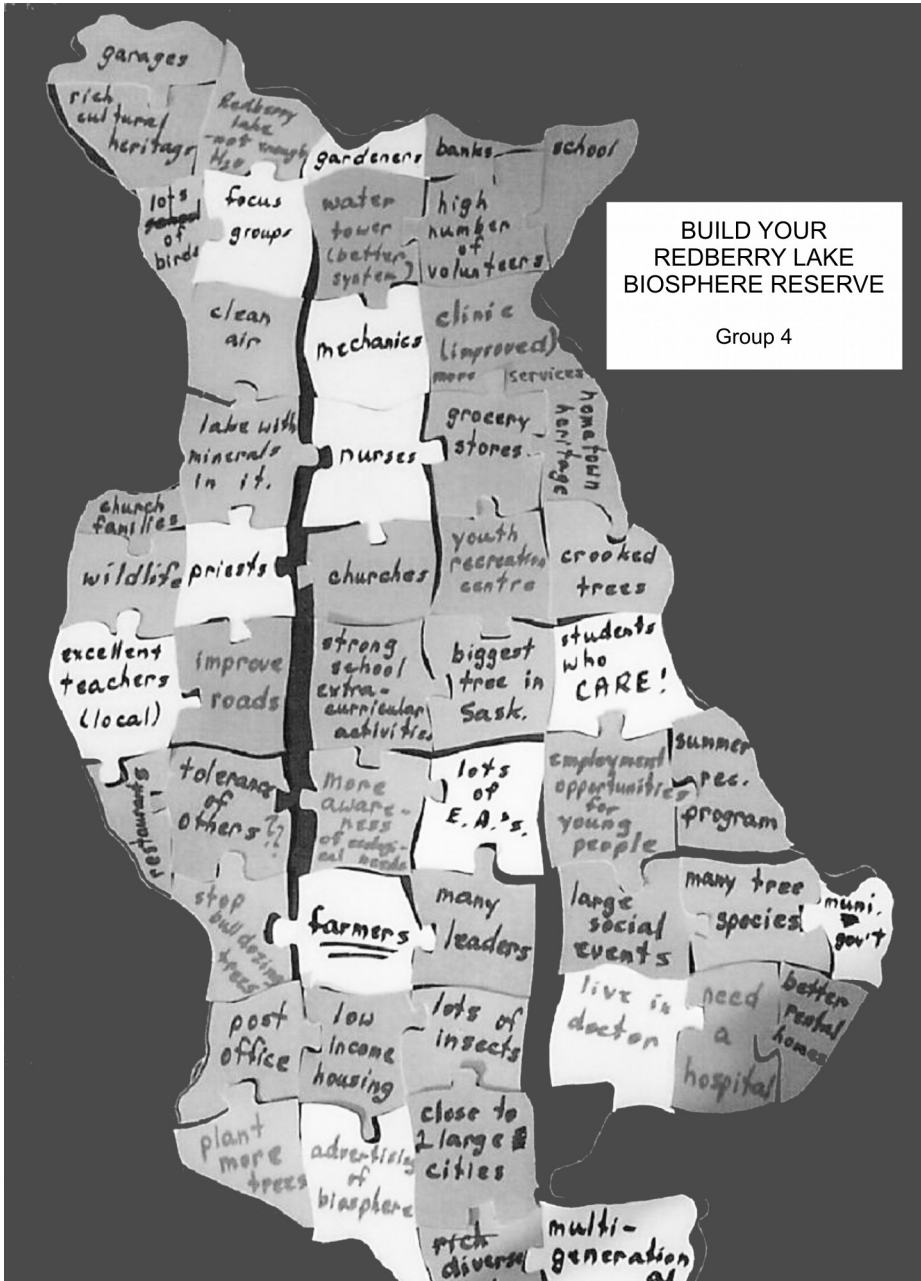 garages
rich
cultural
heritage
Redberry
lake
-not enough
H2O
gardeners
banks
school
lots
of
birds
focus
groups
water
tower
(better
system)
high
number
of
volunteers
BUILD YOUR
REDBERRY LAKE
BIOSPHERE RESERVE
Group 4
clean
air
mechanics
clinic
(improved)
more services
lake with
minerals
in it.
nurses
grocery
stores
hometown
heritage
church
families
wildlife
priests
churches
youth
recreation
centre
crooked
trees
excellent
teachers
(local)
improve
roads
strong
school
extra-
curricular
activities
biggest
tree in
Sask.
students
who
CARE!
restaurants
tolerance
of
others??
more
aware-
ness
of ecologi-
cal needs
lots
of
E.A.'s.
employment
opportunities
for
young
people
summer
rec.
program
stop
bulldozing
trees
farmers
many
leaders
large
social
events
many tree
species
muni.
gov't
post
office
low
income
housing
lots of
insects
live in
doctor
need
a
hospital
better
rental
homes
plant
more
trees
advertising
of
biosphere
close to
2 large
cities
rich
diverse
multi-
generation
al